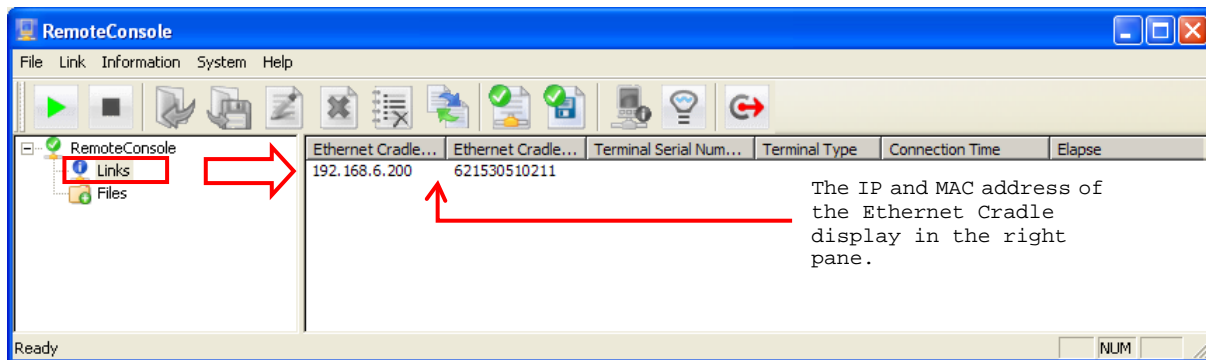 RemoteConsole
File Link Information System Help
RemoteConsole
Links
Files
Ethernet Cradle... Ethernet Cradle... Terminal Serial Num... Terminal Type Connection Time Elapse
192.168.6.200 621530510211
The IP and MAC address of
the Ethernet Cradle
display in the right
pane.
Ready NUM